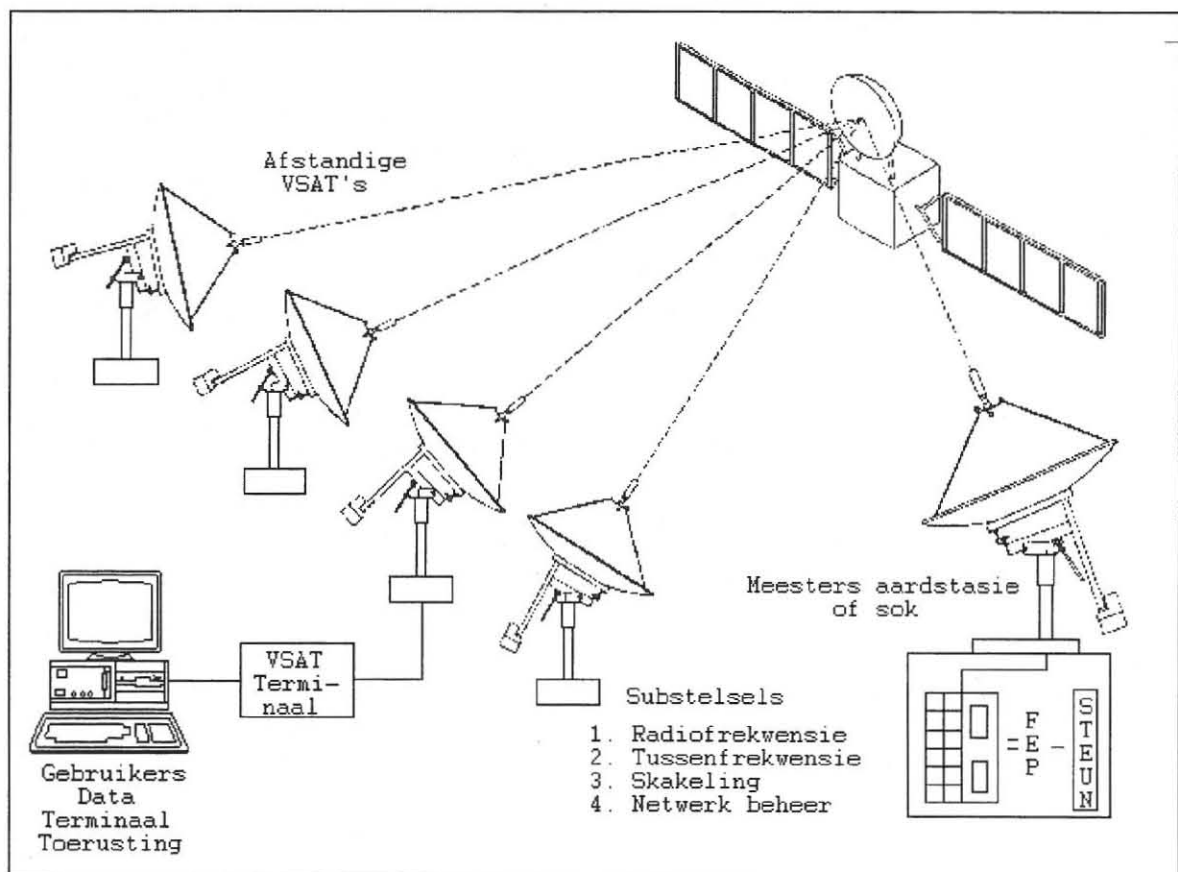 Afstandige
VSAT's
Meesters aardstasie
of sok
VSAT
Termi-
naal
Substelsels
1. Radiofrekwensie
2. Tussenfrekwensie
3. Skakeling
4. Netwerk beheer
Gebruikers
Data
Terminaal
Toerusting
FEP
STEUN